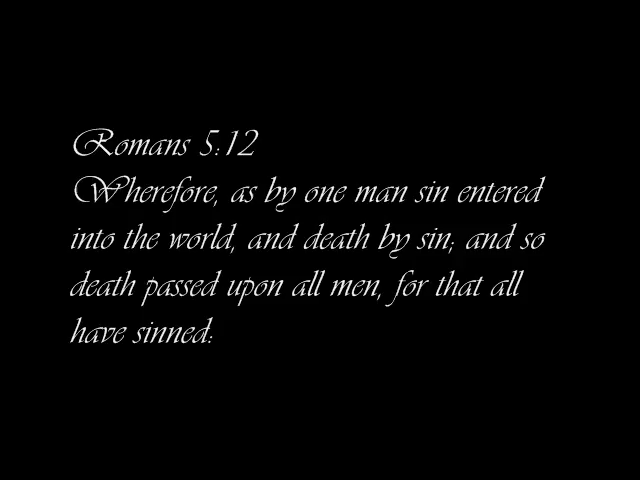 Romans 5:12
Wherefore, as by one man sin entered
into the world, and death by sin; and so
death passed upon all men, for that all
have sinned: